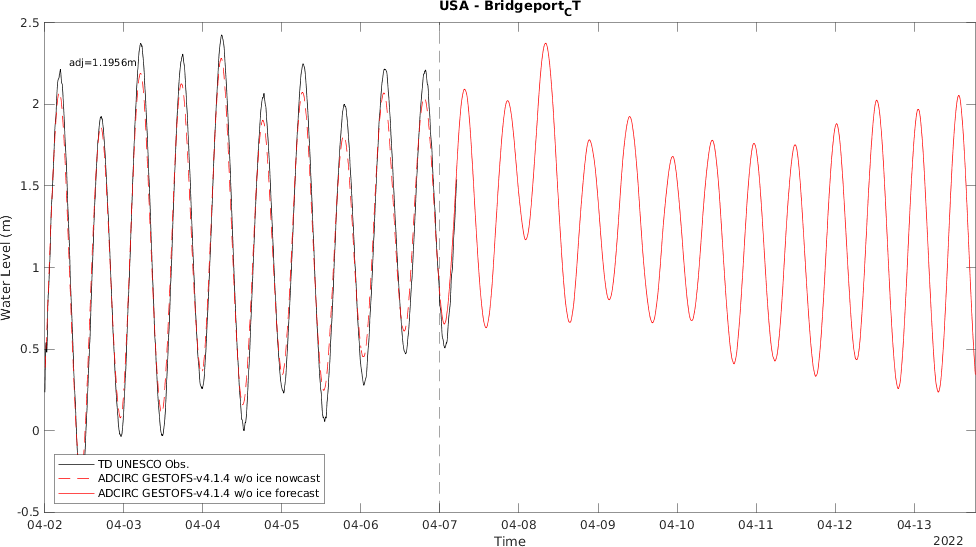 USA - Bridgeport_CT
2.5
adj=1.1956m
2
1.5
Water Level (m)
1
0.5
0
TD UNESCO Obs.
ADCIRC GESTOFS-v4.1.4 w/o ice nowcast
ADCIRC GESTOFS-v4.1.4 w/o ice forecast
-0.5
04-02 04-03 04-04 04-05 04-06 04-07 04-08 04-09 04-10 04-11 04-12 04-13
Time
2022